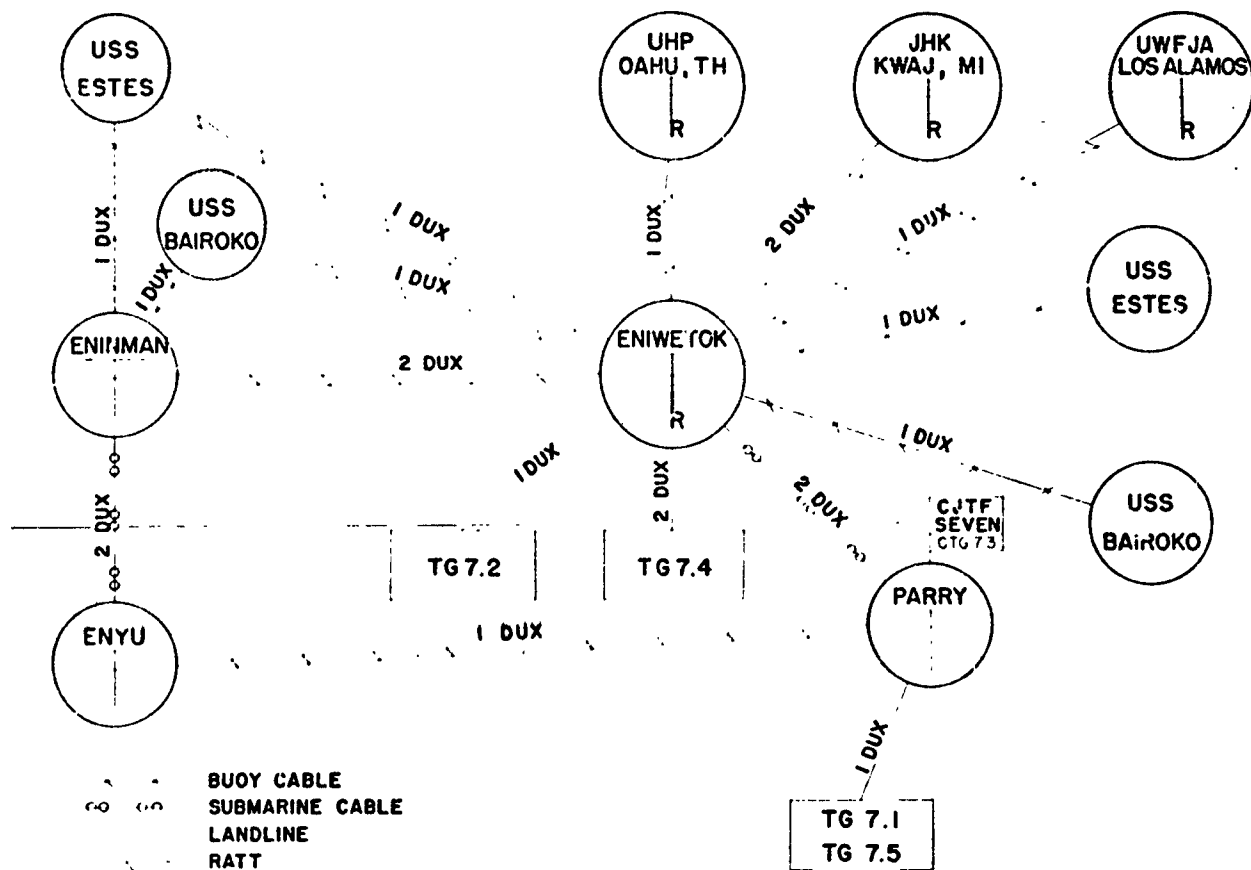 USS
ESTES
UHP
OAHU, TH
R
JHK
KWAJ, MI
R
UWFJA
LOS ALAMOS
R
USS
BAIROKO
1 DUX
1 DUX
1 DUX
1 DUX
1 DUX
2 DUX
1 DUX
1 DUX
USS
ESTES
ENINMAN
2 DUX
ENIWETOK
R
1 DUX
2 DUX
2 DUX
1 DUX
USS
BAIROKO
2 DUX
TG 7.2
TG 7.4
CJTF
SEVEN
CTG 7.3
PARRY
ENYU
1 DUX
1 DUX
BUOY CABLE
SUBMARINE CABLE
LANDLINE
RATT
TG 7.1
TG 7.5